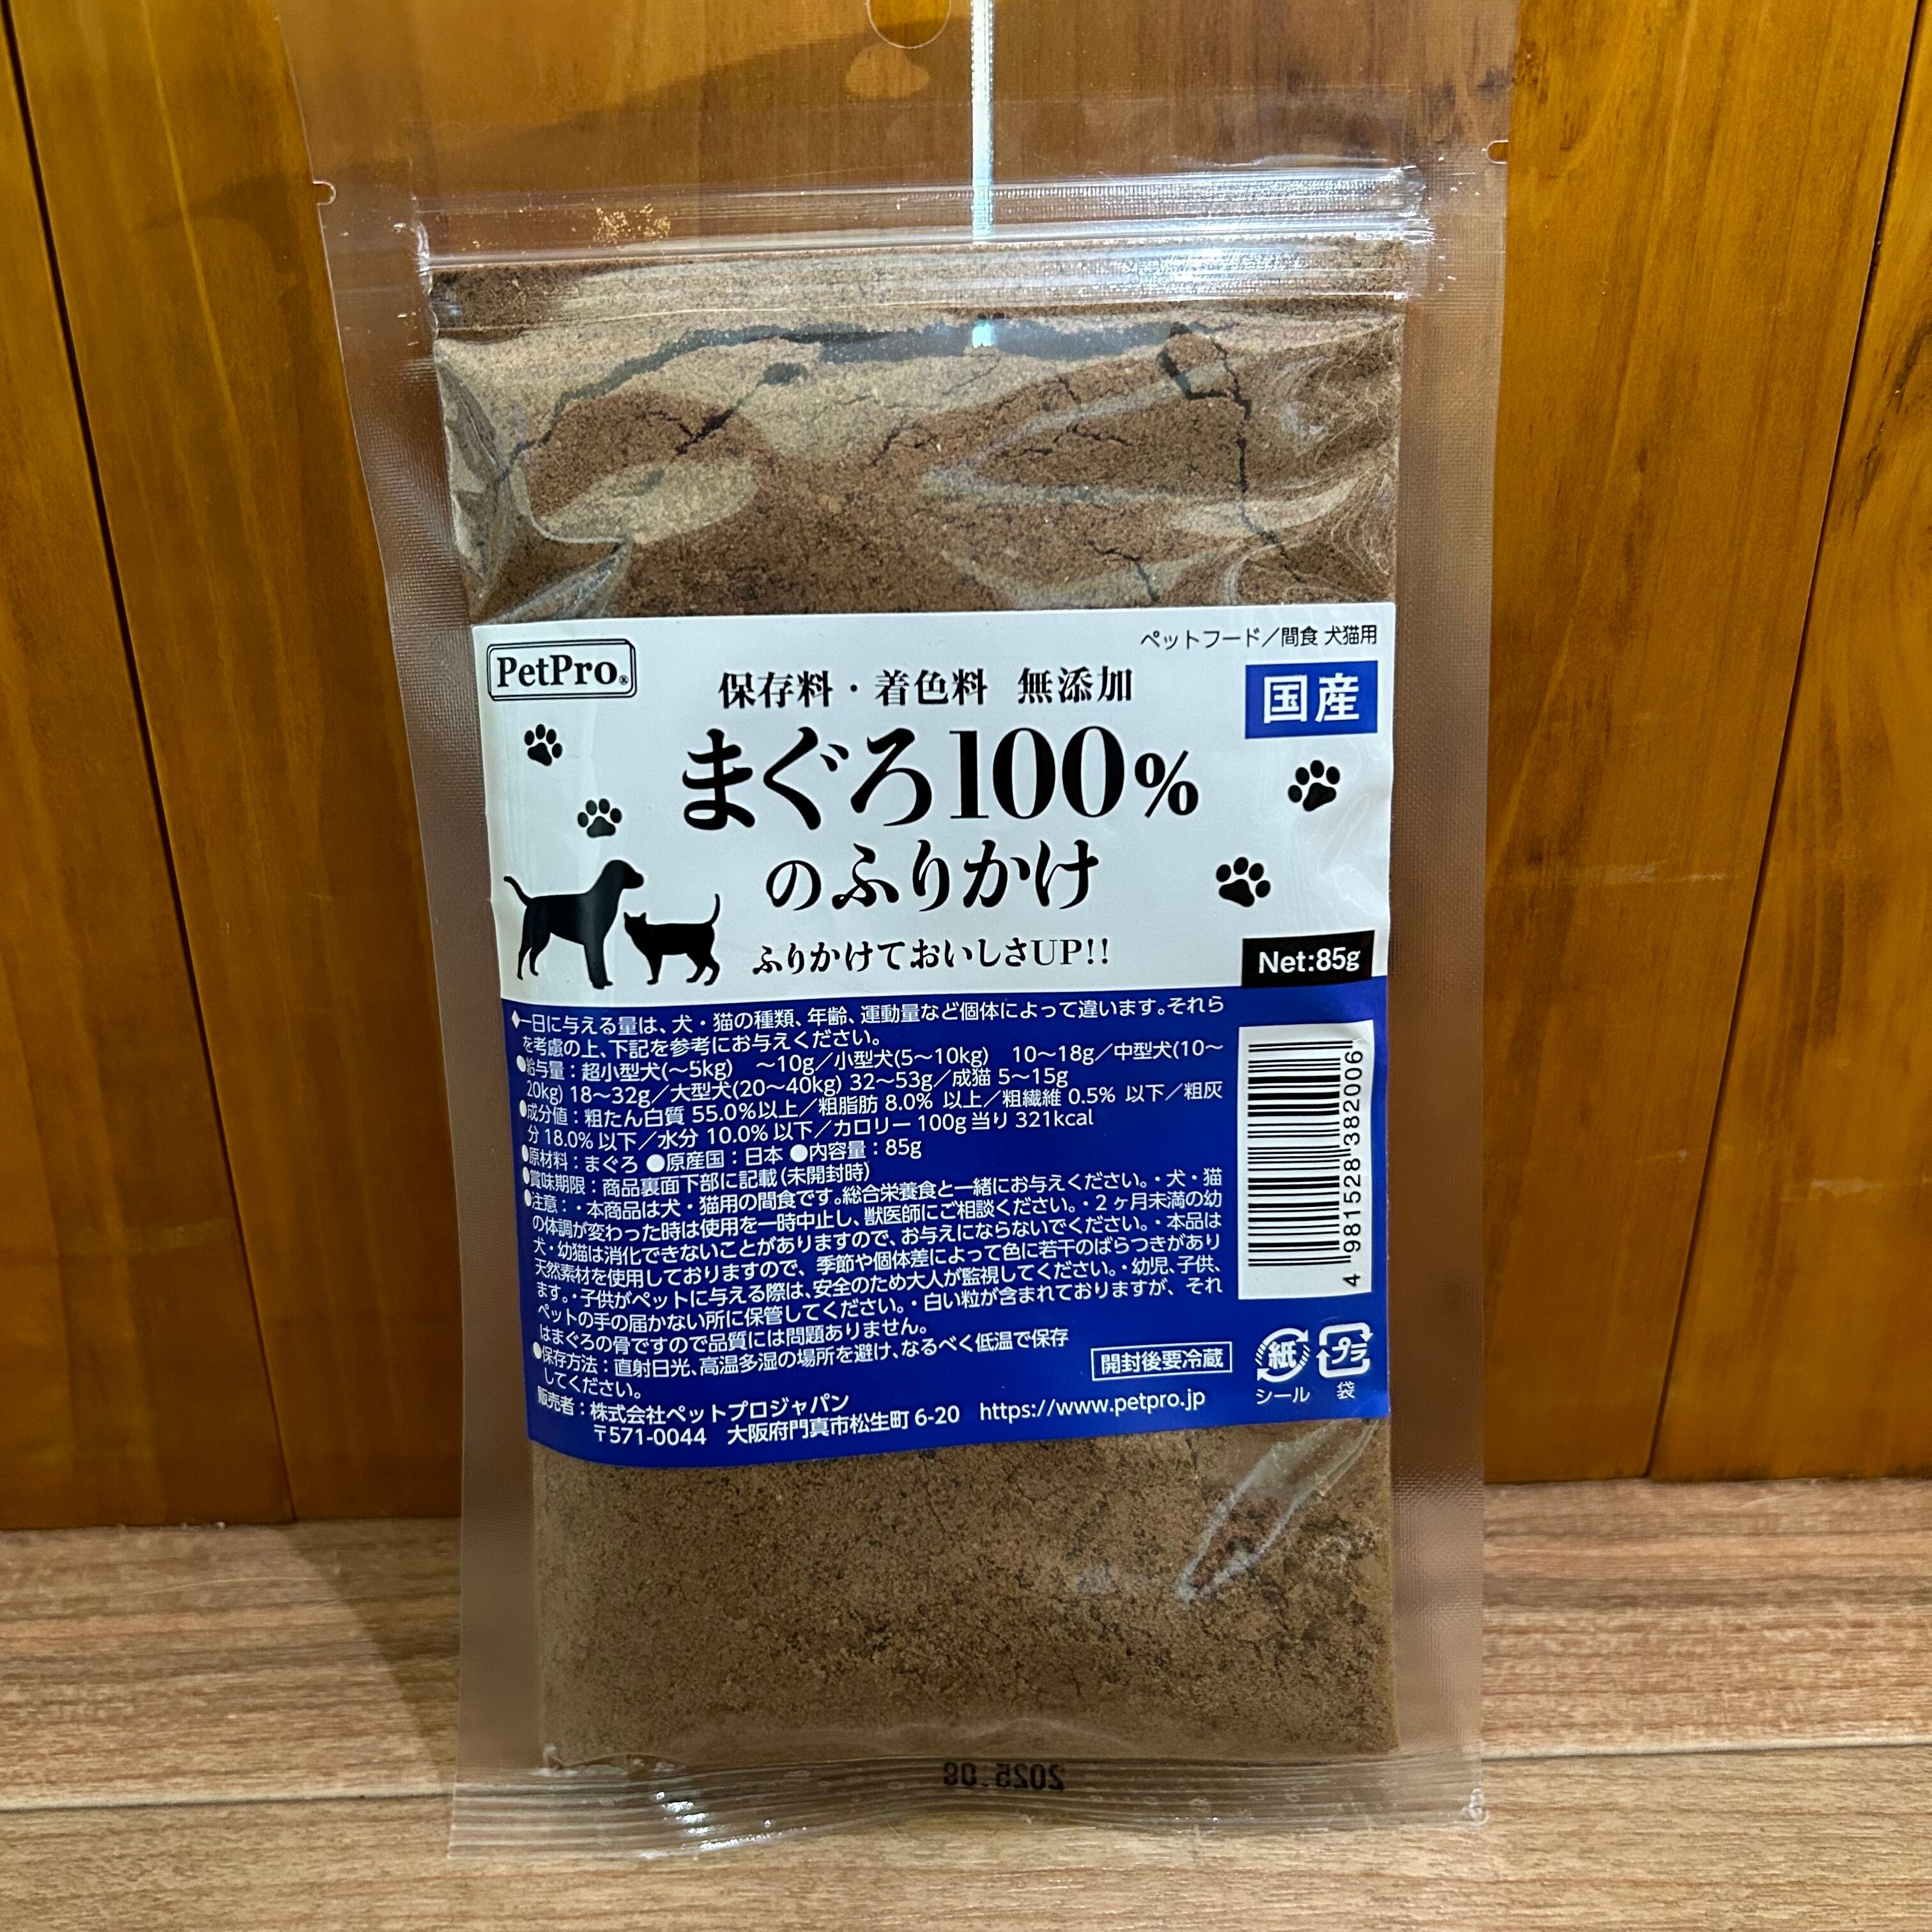 PetPro®
ペットフード／間食 犬猫用
保存料・着色料 無添加
国産
まぐろ100%
のふりかけ
ふりかけておいしさUP!!
Net:85g
◆一日に与える量は、犬・猫の種類、年齢、運動量など個体によって違います。それら
を考慮の上、下記を参考にお与えください。
●給与量：超小型犬(〜5kg)　〜10g／小型犬(5〜10kg)　10〜18g／中型犬(10〜
20kg) 18〜32g／大型犬(20〜40kg) 32〜53g／成猫 5〜15g
●成分値：粗たん白質 55.0%以上／粗脂肪 8.0% 以上／粗繊維 0.5% 以下／粗灰
分 18.0% 以下／水分 10.0% 以下／カロリー 100g 当り 321kcal
●原材料：まぐろ ●原産国：日本 ●内容量：85g
●賞味期限：商品裏面下部に記載（未開封時）
●注意：・本商品は犬・猫用の間食です。総合栄養食と一緒にお与えください。・犬・猫
の体調が変わった時は使用を一時中止し、獣医師にご相談ください。・2 ヶ月未満の幼
犬・幼猫は消化できないことがありますので、お与えにならないでください。・本品は
天然素材を使用しておりますので、季節や個体差によって色に若干のばらつきがあり
ます。・子供がペットに与える際は、安全のため大人が監視してください。・幼児、子供、
ペットの手の届かない所に保管してください。・白い粒が含まれておりますが、それ
はまぐろの骨ですので品質には問題ありません。
●保存方法：直射日光、高温多湿の場所を避け、なるべく低温で保存
してください。
開封後要冷蔵
販売者：株式会社ペットプロジャパン
〒571-0044　大阪府門真市松生町 6-20　https://www.petpro.jp
4 981528 382006
紙
シール
プラ
袋
2025.08